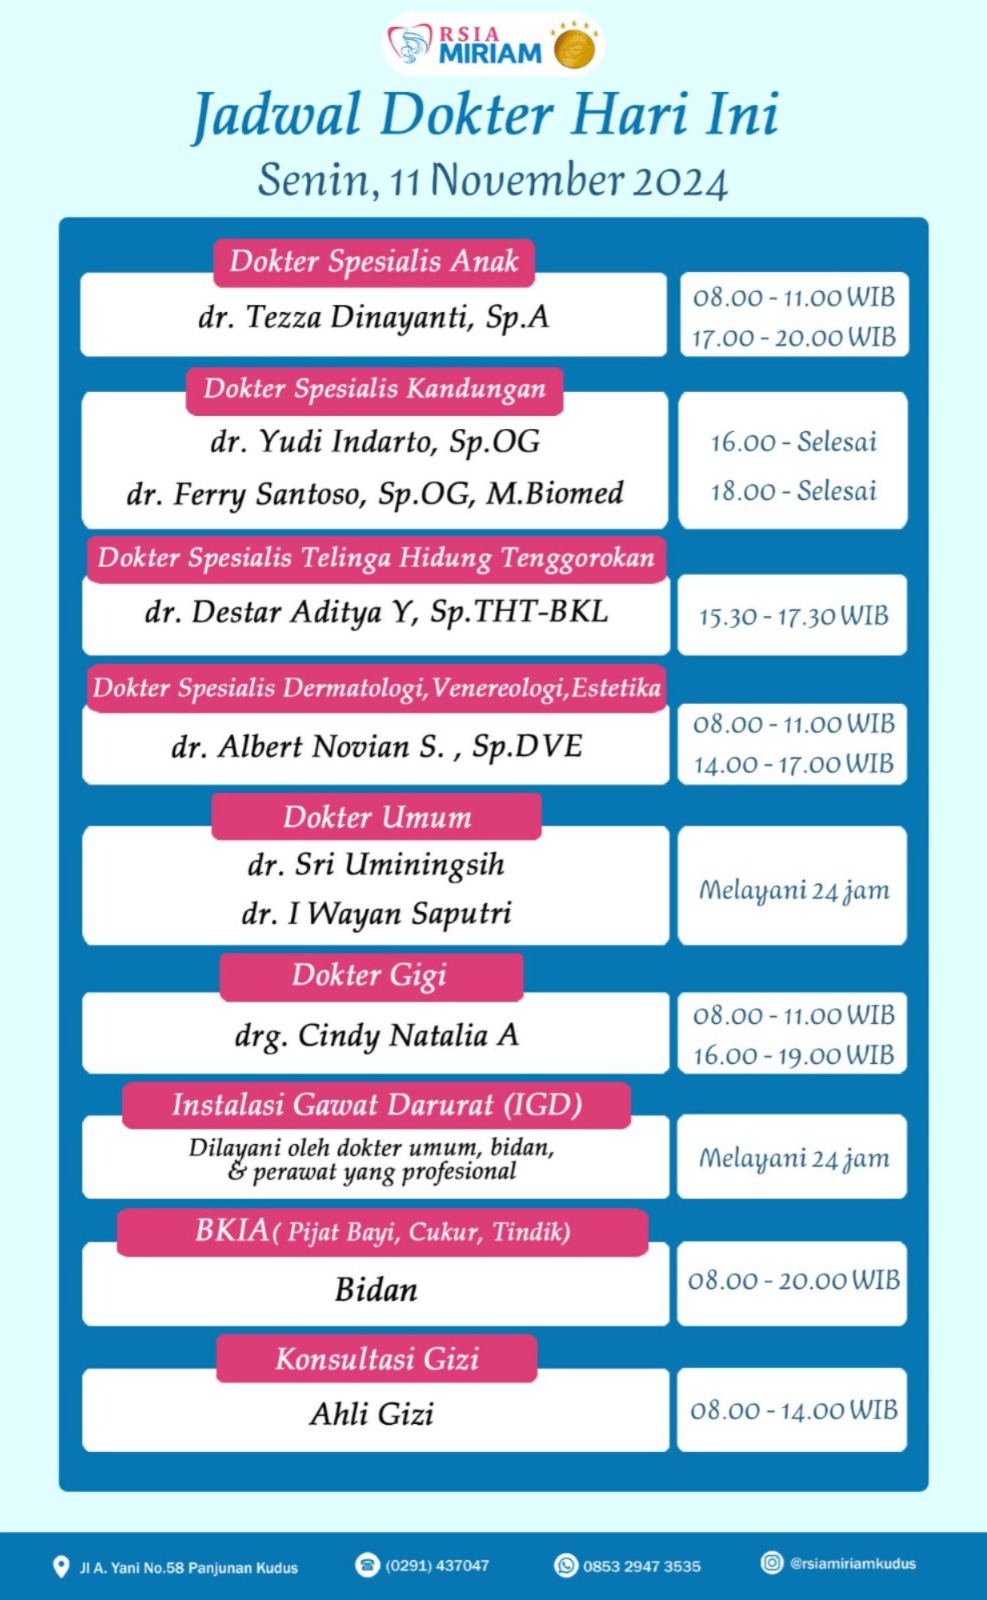 RSIA
MIRIAM
Jadwal Dokter Hari Ini
Senin, 11 November 2024
Dokter Spesialis Anak
dr. Tezza Dinayanti, Sp.A
08.00 - 11.00 WIB
17.00 - 20.00 WIB
Dokter Spesialis Kandungan
dr. Yudi Indarto, Sp.OG
16.00 - Selesai
dr. Ferry Santoso, Sp.OG, M.Biomed
18.00 - Selesai
Dokter Spesialis Telinga Hidung Tenggorokan
dr. Destar Aditya Y, Sp.THT-BKL
15.30 - 17.30 WIB
Dokter Spesialis Dermatologi,Venereologi,Estetika
dr. Albert Novian S. , Sp.DVE
08.00 - 11.00 WIB
14.00 - 17.00 WIB
Dokter Umum
dr. Sri Uminingsih
dr. I Wayan Saputri
Melayani 24 jam
Dokter Gigi
drg. Cindy Natalia A
08.00 - 11.00 WIB
16.00 - 19.00 WIB
Instalasi Gawat Darurat (IGD)
Dilayani oleh dokter umum, bidan,
& perawat yang profesional
Melayani 24 jam
BKIA( Pijat Bayi, Cukur, Tindik)
Bidan
08.00 - 20.00 WIB
Konsultasi Gizi
Ahli Gizi
08.00 - 14.00 WIB
Jl A. Yani No.58 Panjunan Kudus
(0291) 437047
0853 2947 3535
@rsiamiriamkudus